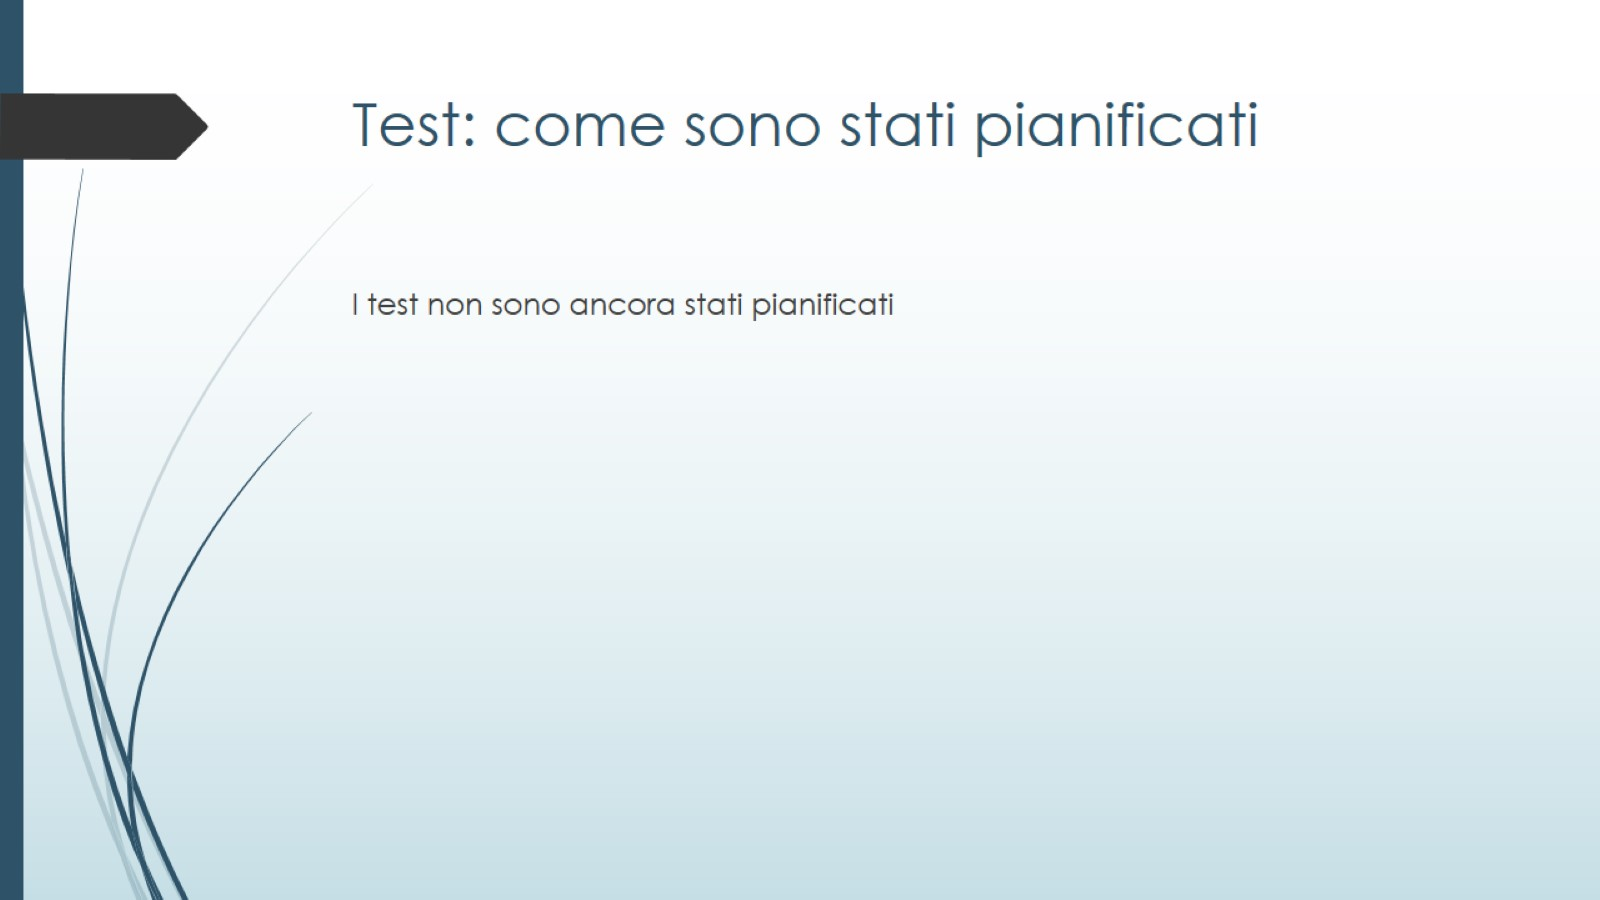 Test: come sono stati pianificati
I test non sono ancora stati pianificati